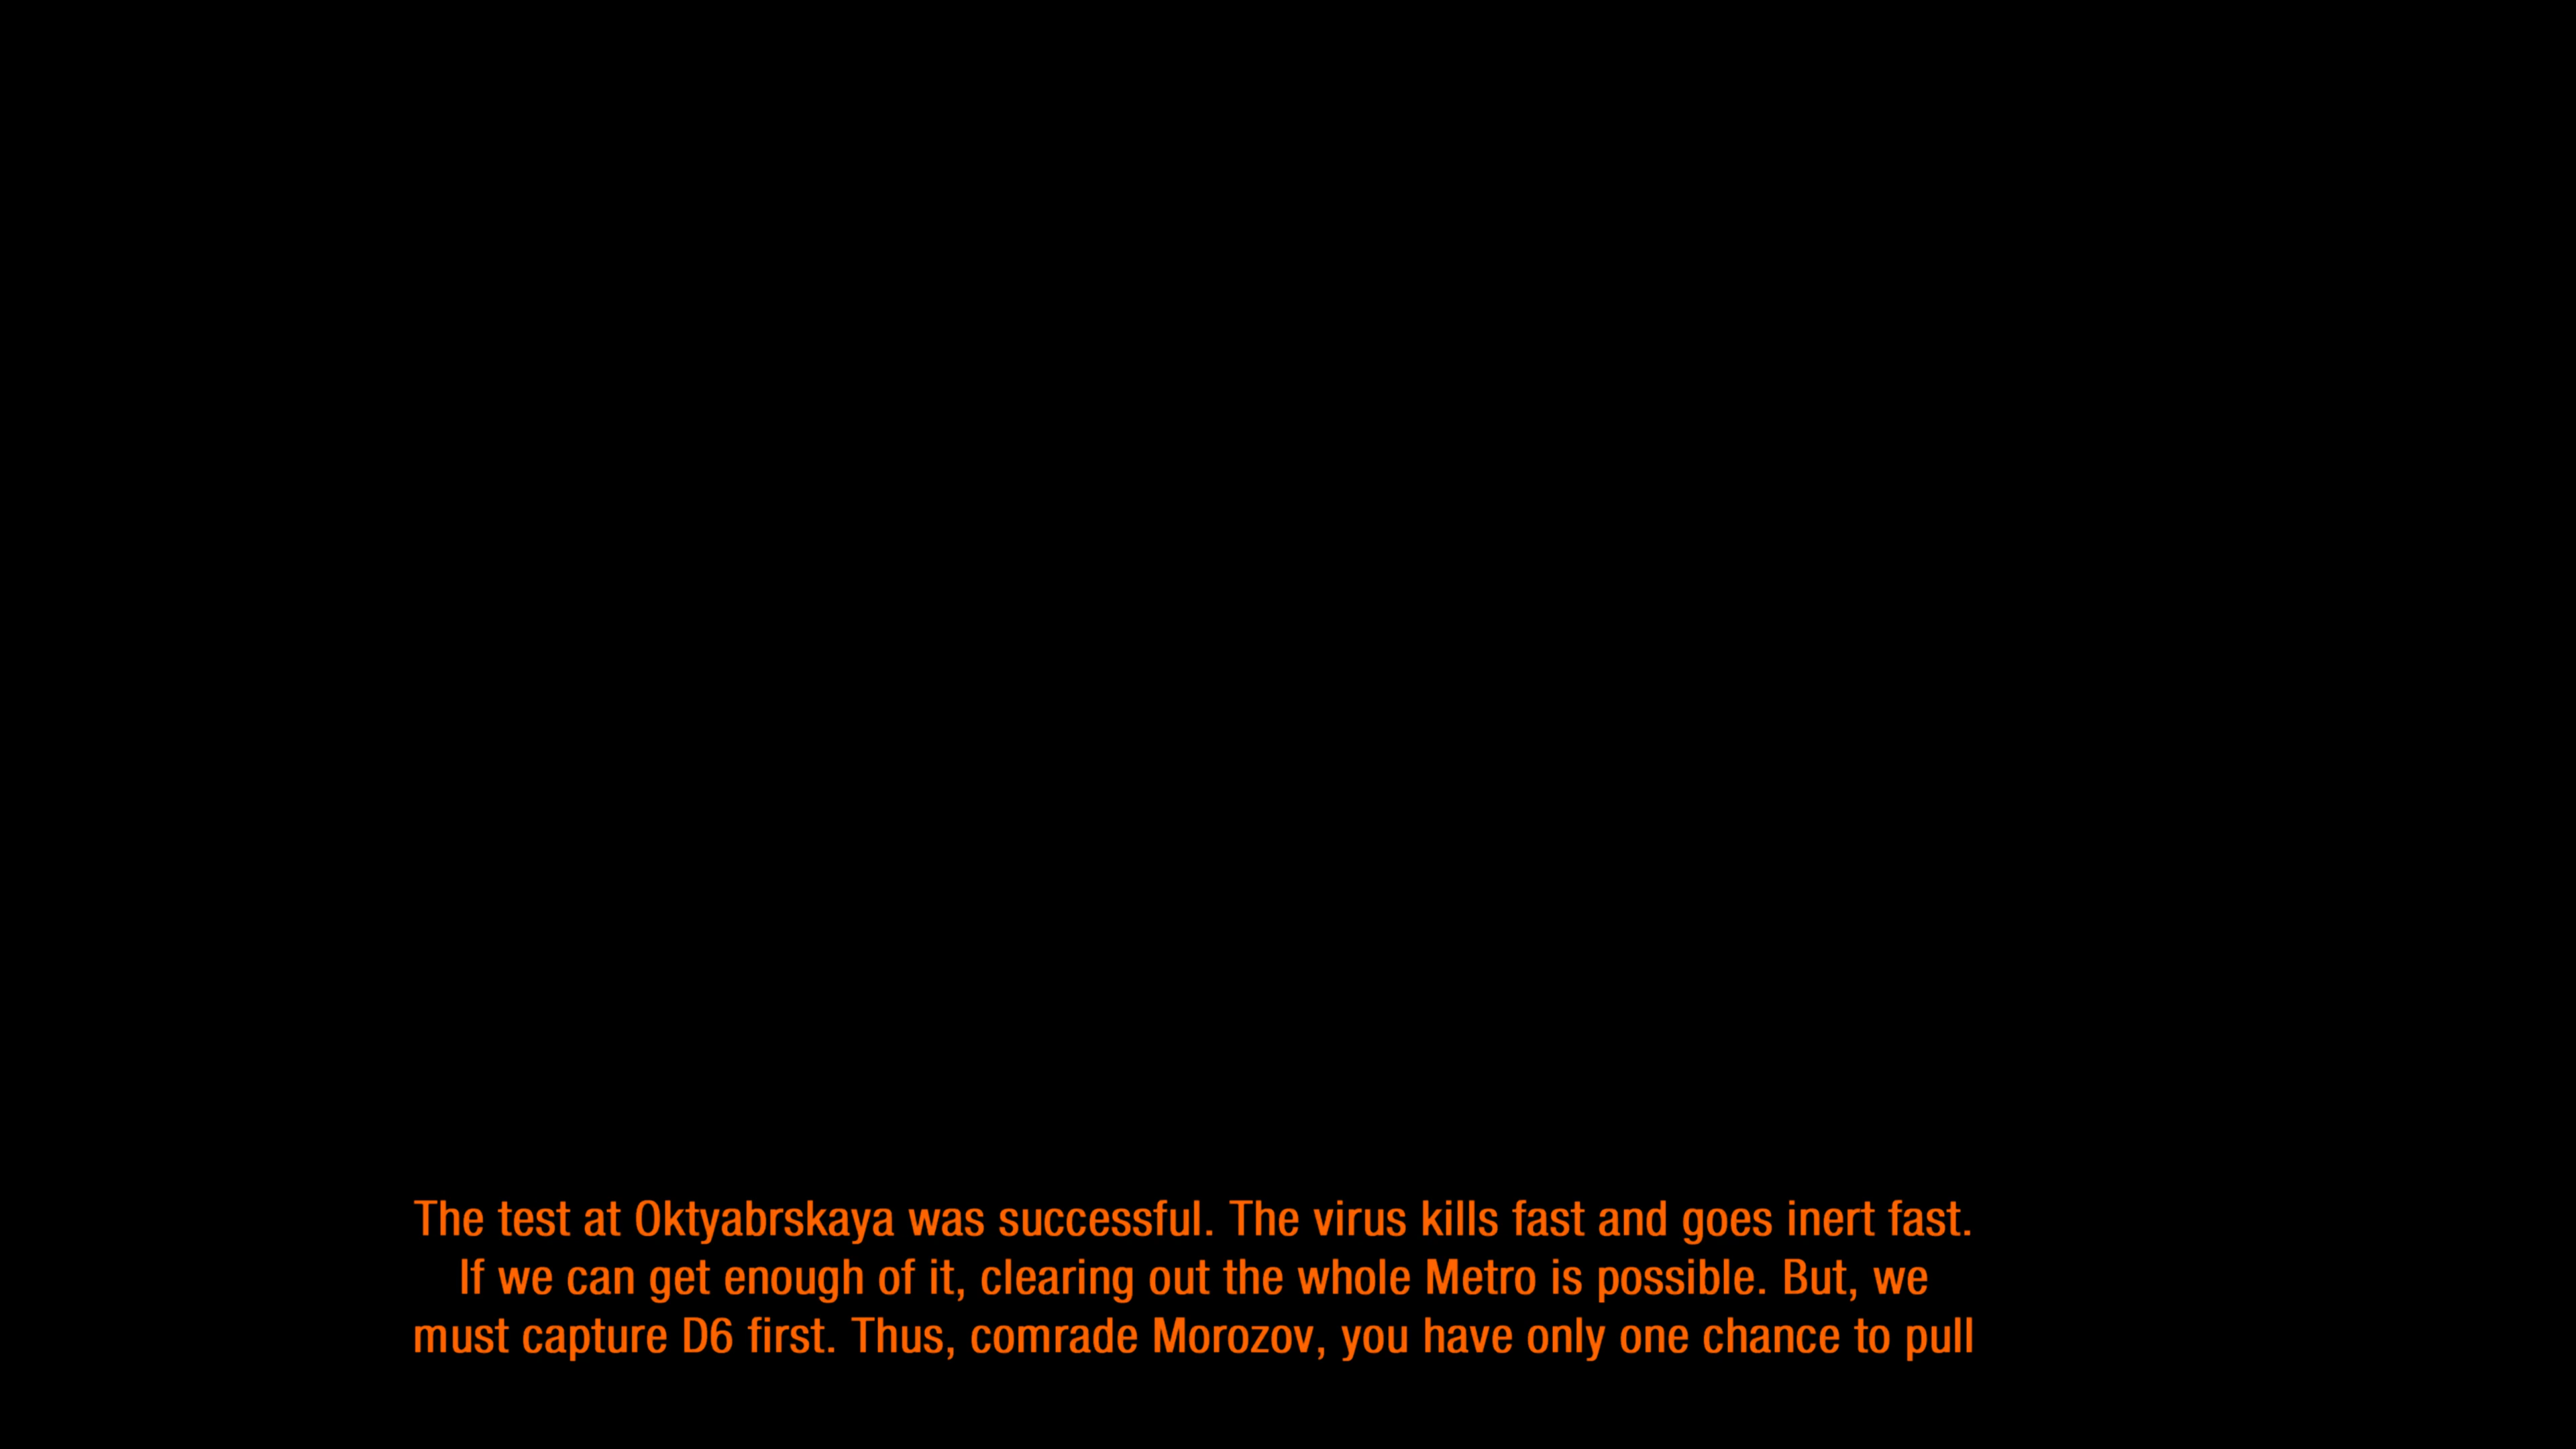 The test at Oktyabrskaya was successful. The virus kills fast and goes inert fast.
If we can get enough of it, clearing out the whole Metro is possible. But, we
must capture D6 first. Thus, comrade Morozov, you have only one chance to pull